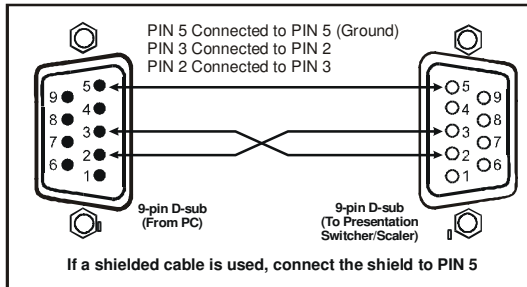 PIN 5 Connected to PIN 5 (Ground)
PIN 3 Connected to PIN 2
PIN 2 Connected to PIN 3
5
9
4
8
3
7
2
6
1
5
9
4
8
3
7
2
6
1
9-pin D-sub
(From PC)
9-pin D-sub
(To Presentation
Switcher/Scaler)
If a shielded cable is used, connect the shield to PIN 5